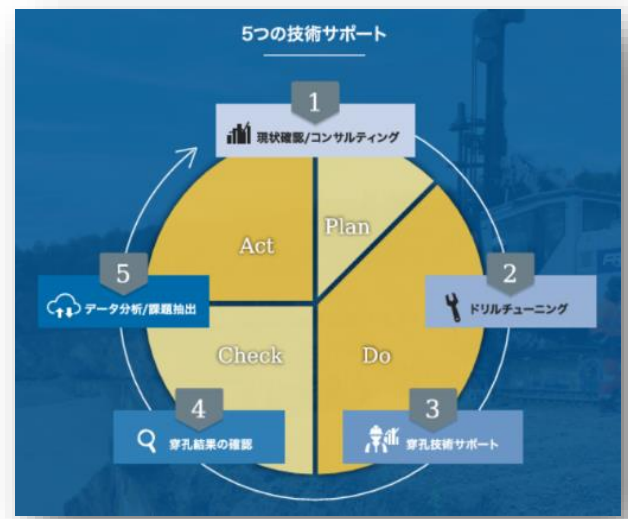 5つの技術サポート
1
現状確認/コンサルティング
Plan
Act
5
データ分析/課題抽出
2
ドリルチューニング
Check
Do
4
穿孔結果の確認
3
穿孔技術サポート